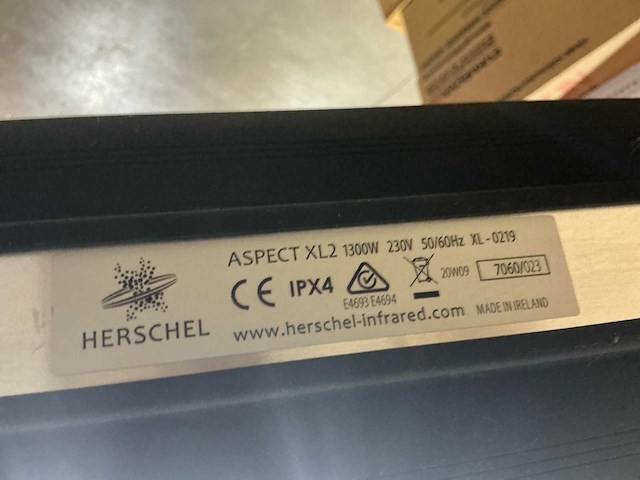 ASPECT XL2 1300W 230V 50/60Hz XL-0219
CE IPX4 20W09 7060/023
E4693 E4694
HERSCHEL
www.herschel-infrared.com MADE IN IRELAND